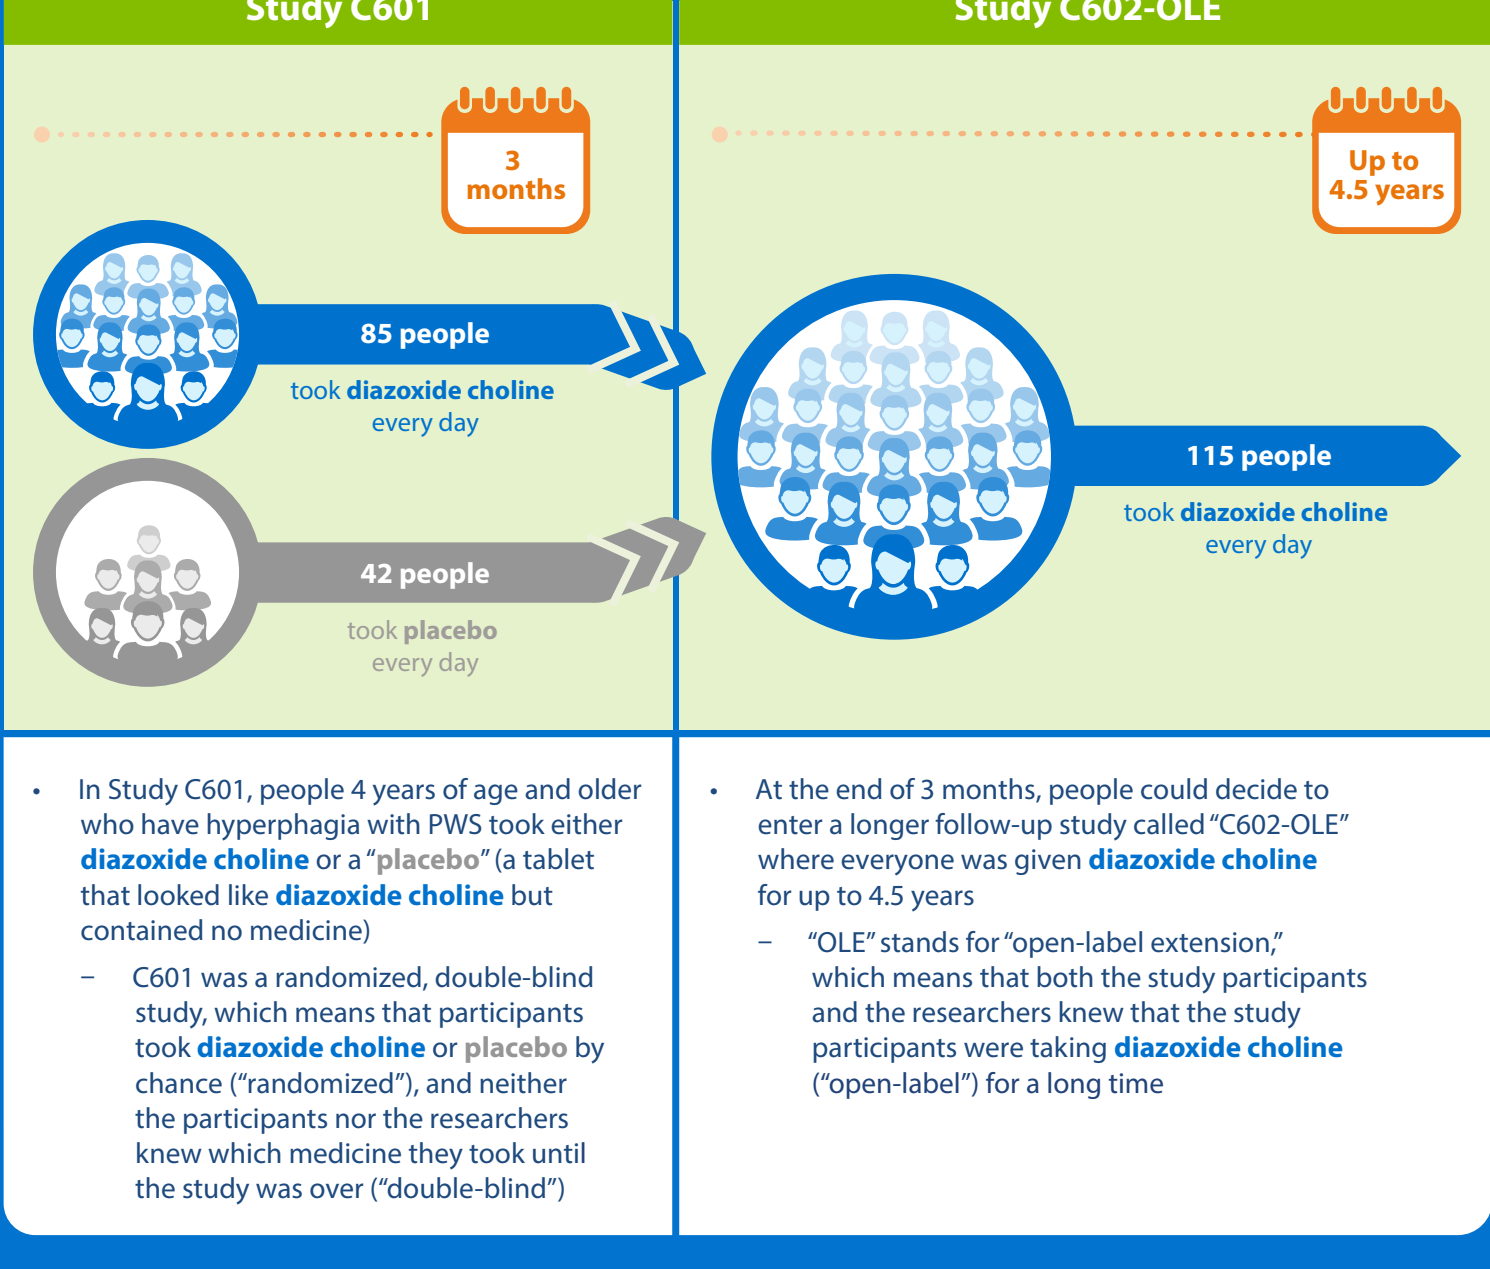 Study C601
3
months
85 people
took diazoxide choline
every day
42 people
took placebo
every day
• In Study C601, people 4 years of age and older
who have hyperphagia with PWS took either
diazoxide choline or a “placebo” (a tablet
that looked like diazoxide choline but
contained no medicine)
– C601 was a randomized, double-blind
study, which means that participants
took diazoxide choline or placebo by
chance (“randomized”), and neither
the participants nor the researchers
knew which medicine they took until
the study was over (“double-blind”)
Study C602-OLE
Up to
4.5 years
115 people
took diazoxide choline
every day
• At the end of 3 months, people could decide to
enter a longer follow-up study called “C602-OLE”
where everyone was given diazoxide choline
for up to 4.5 years
– “OLE” stands for “open-label extension,”
which means that both the study participants
and the researchers knew that the study
participants were taking diazoxide choline
(“open-label”) for a long time